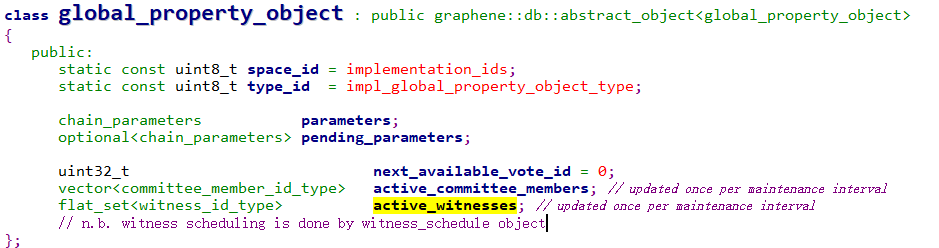 class global_property_object : public graphene::db::abstract_object<global_property_object>
{
public:
static const uint8_t space_id = implementation_ids;
static const uint8_t type_id = impl_global_property_object_type;
chain_parameters parameters;
optional<chain_parameters> pending_parameters;
uint32_t next_available_vote_id = 0;
vector<committee_member_id_type> active_committee_members; // updated once per maintenance interval
flat_set<witness_id_type> active_witnesses; // updated once per maintenance interval
// n.b. witness scheduling is done by witness_schedule object
};